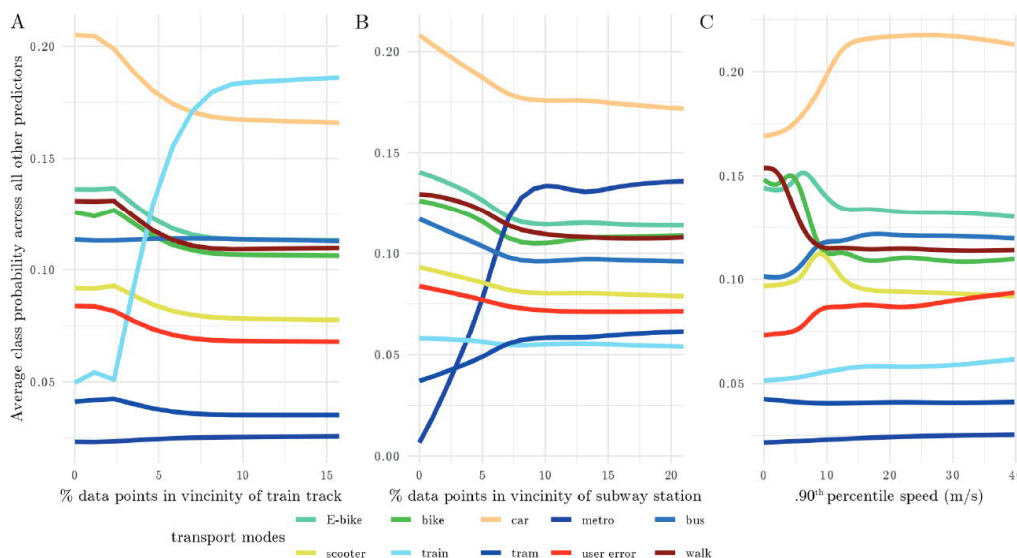 A
B
C
Average class probability across all other predictors
0.20
0.15
0.10
0.05
0 5 10 15
% data points in vincinity of train track
0.20
0.15
0.10
0.05
0.00
0 5 10 15 20
% data points in vincinity of subway station
0.20
0.15
0.10
0.05
0 10 20 30 40
.90th percentile speed (m/s)
transport modes
E-bike bike car metro bus
scooter train tram user error walk